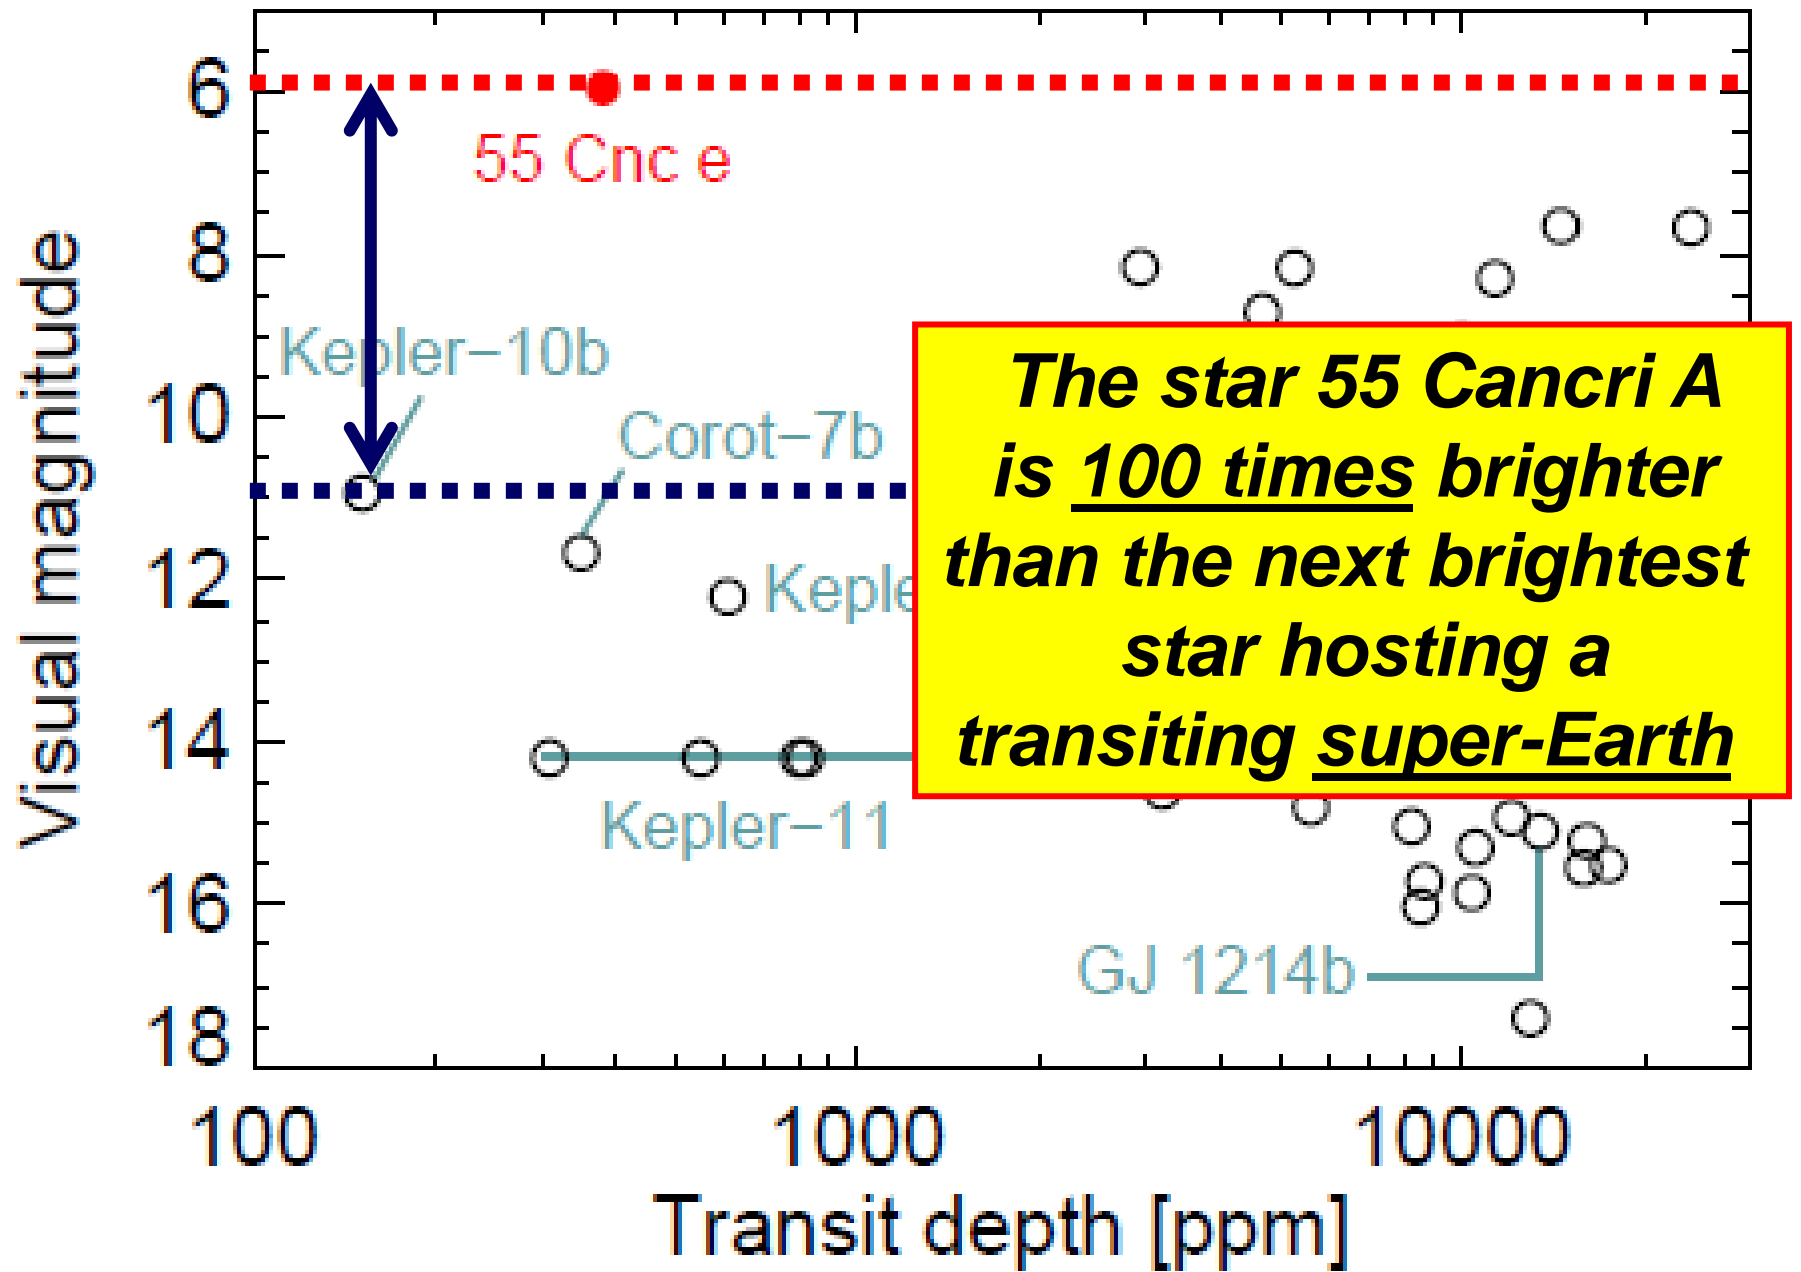 6
55 Cnc e
8
Kepler−10b
10
Corot−7b
12
Kepl
14
Kepler−11
16
GJ 1214b
18
Visual magnitude
The star 55 Cancri A
is 100 times brighter
than the next brightest
star hosting a
transiting super-Earth
100
1000
10000
Transit depth [ppm]